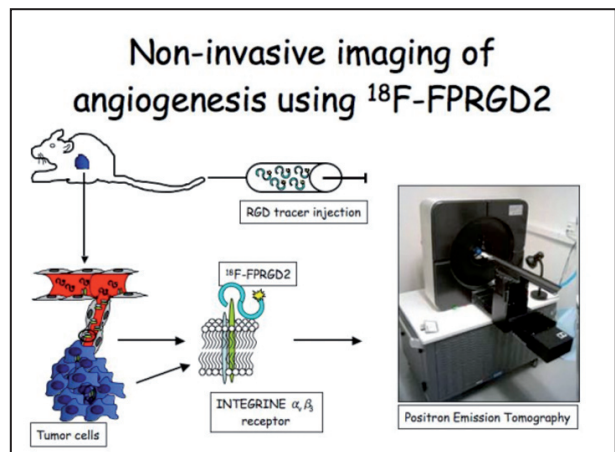 Non-invasive imaging of
angiogenesis using ¹⁸F-FPRGD2
RGD tracer injection
¹⁸F-FPRGD2
INTEGRINE αᵥβ₃
receptor
Tumor cells
Positron Emission Tomography